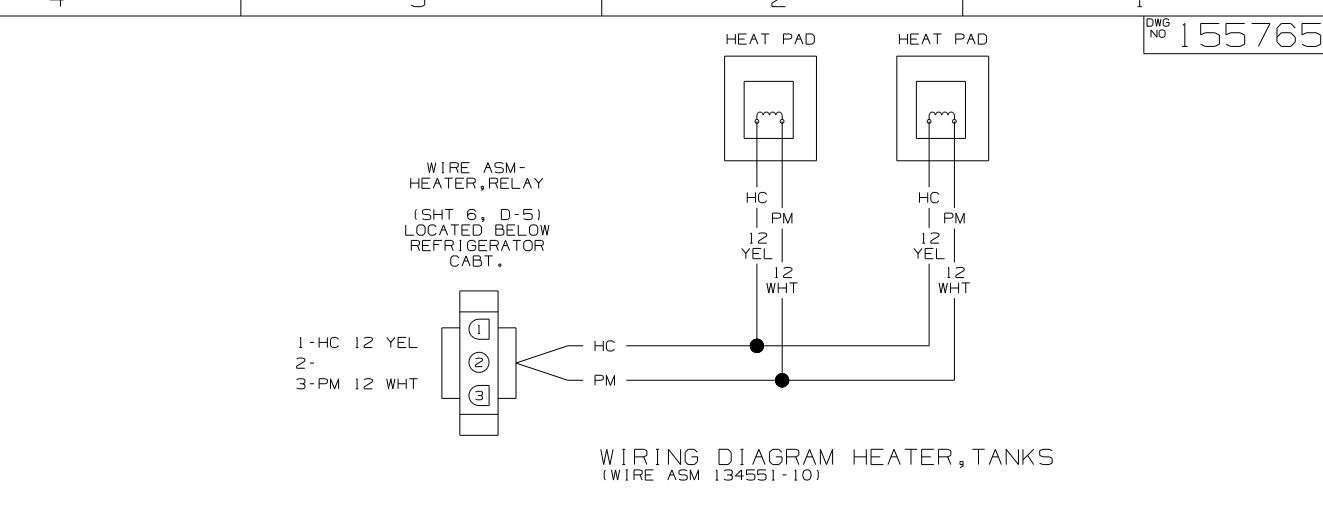 4 3 2 1
DWG
NO 155765
HEAT PAD HEAT PAD
WIRE ASM-
HEATER,RELAY
(SHT 6, D-5)
LOCATED BELOW
REFRIGERATOR
CABT.
HC
PM
12
YEL
12
WHT
HC
PM
12
YEL
12
WHT
1-HC 12 YEL
2-
3-PM 12 WHT
1
2
3
HC
PM
WIRING DIAGRAM HEATER,TANKS
(WIRE ASM 134551-10)